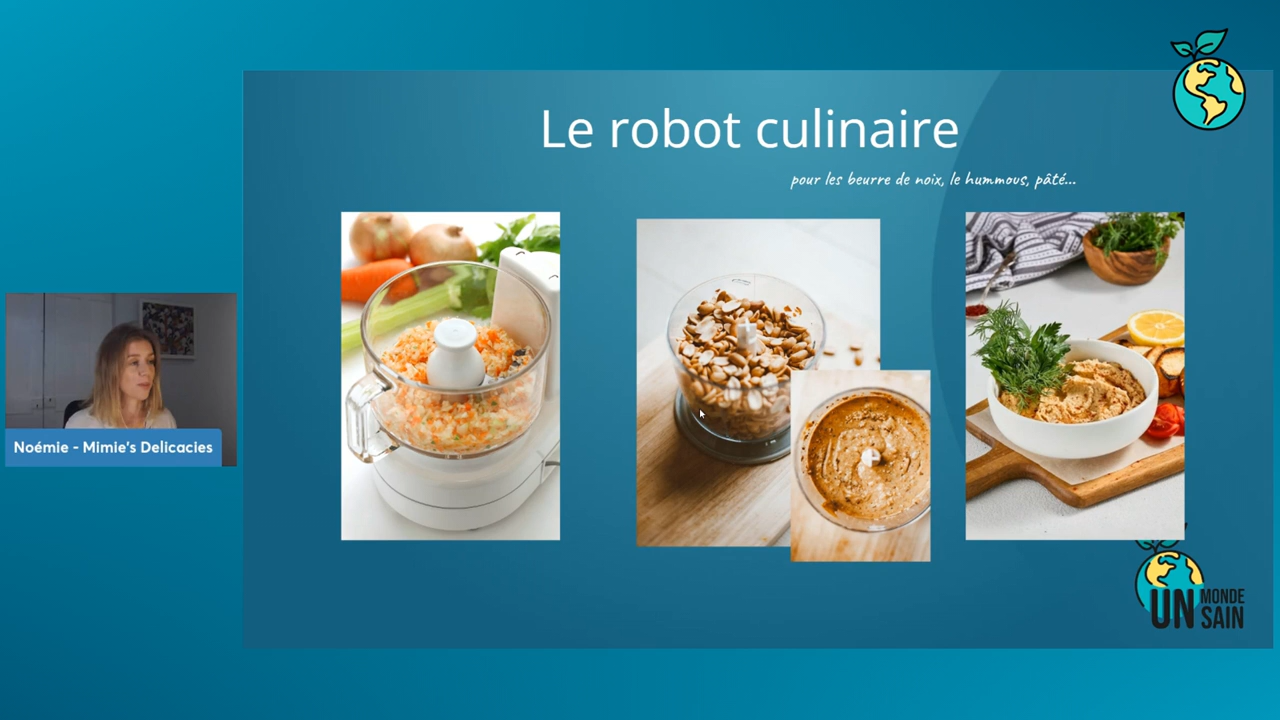 Le robot culinaire
pour les beurre de noix, le hummous, pâté...
Noémie - Mimie's Delicacies
UN MONDE
SAIN